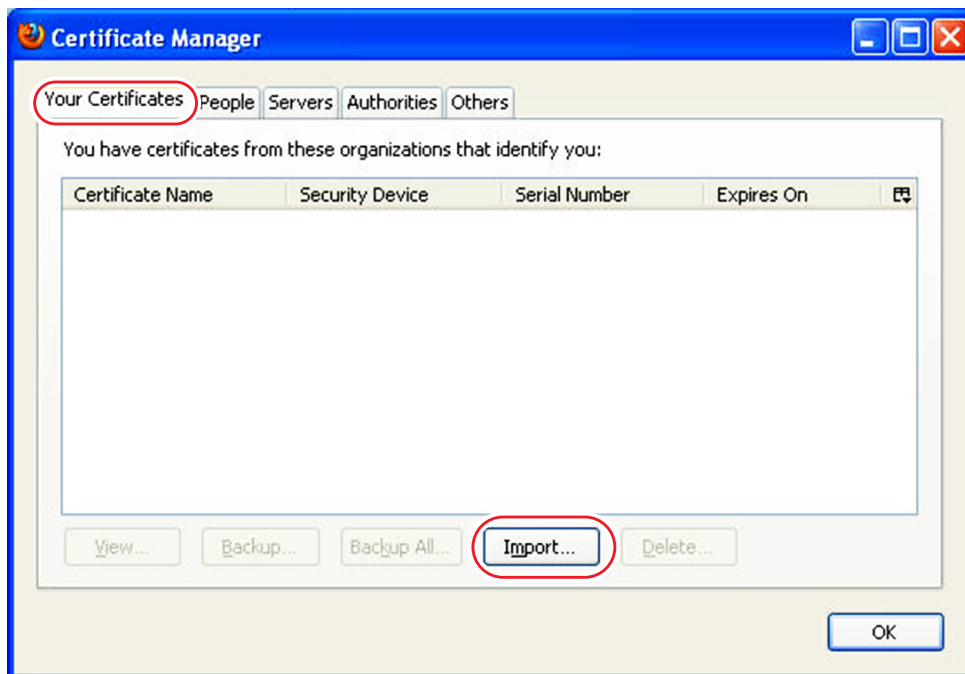 Certificate Manager
Your Certificates People Servers Authorities Others
You have certificates from these organizations that identify you:
Certificate Name Security Device Serial Number Expires On
View... Backup... Backup All... Import... Delete...
OK